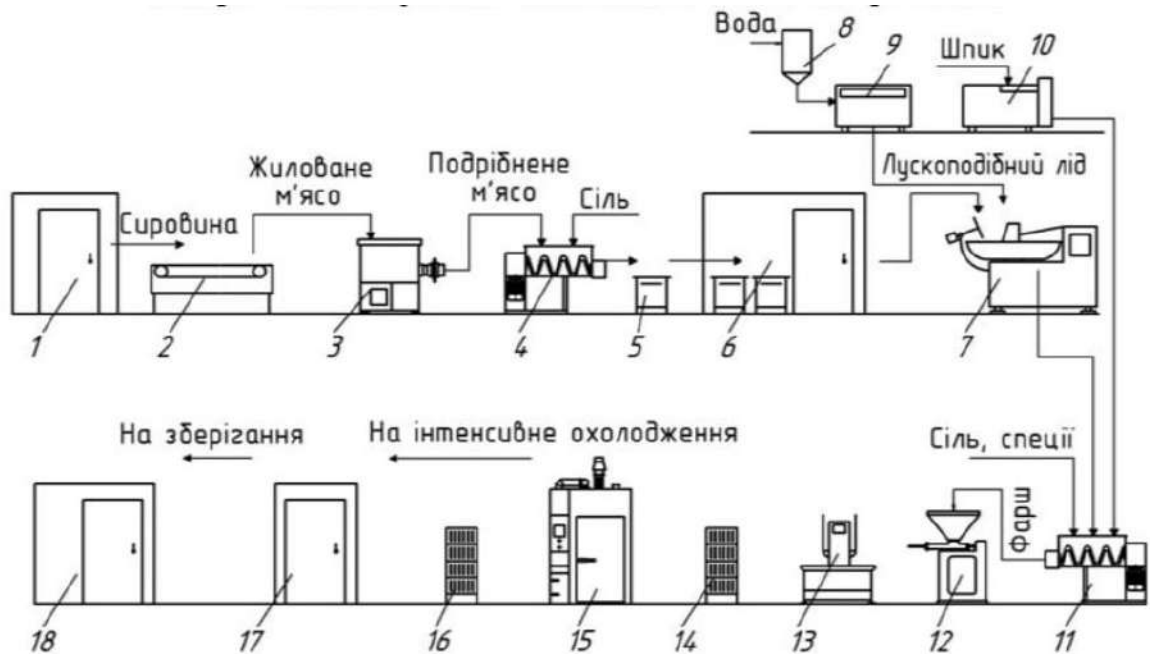 Вода
8
9
Шпик
10
Жиловане
м'ясо
Подрібнене
м'ясо
Сіль
Лускоподібний лід
Сировина
1
2
3
4
5
6
7
На зберігання
На інтенсивне охолодження
Сіль, спеції
Фарш
18
17
16
15
14
13
12
11